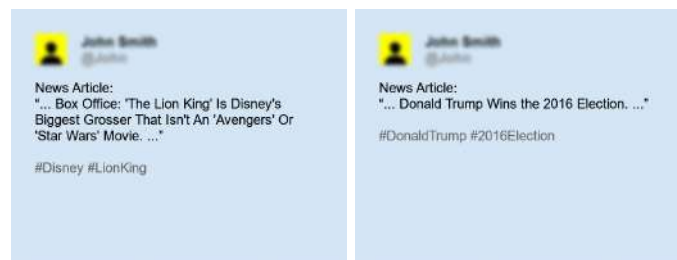 News Article:
"... Box Office: 'The Lion King' Is Disney's
Biggest Grosser That Isn't An 'Avengers' Or
'Star Wars' Movie. ..."
#Disney #LionKing
News Article:
"... Donald Trump Wins the 2016 Election. ..."
#DonaldTrump #2016Election